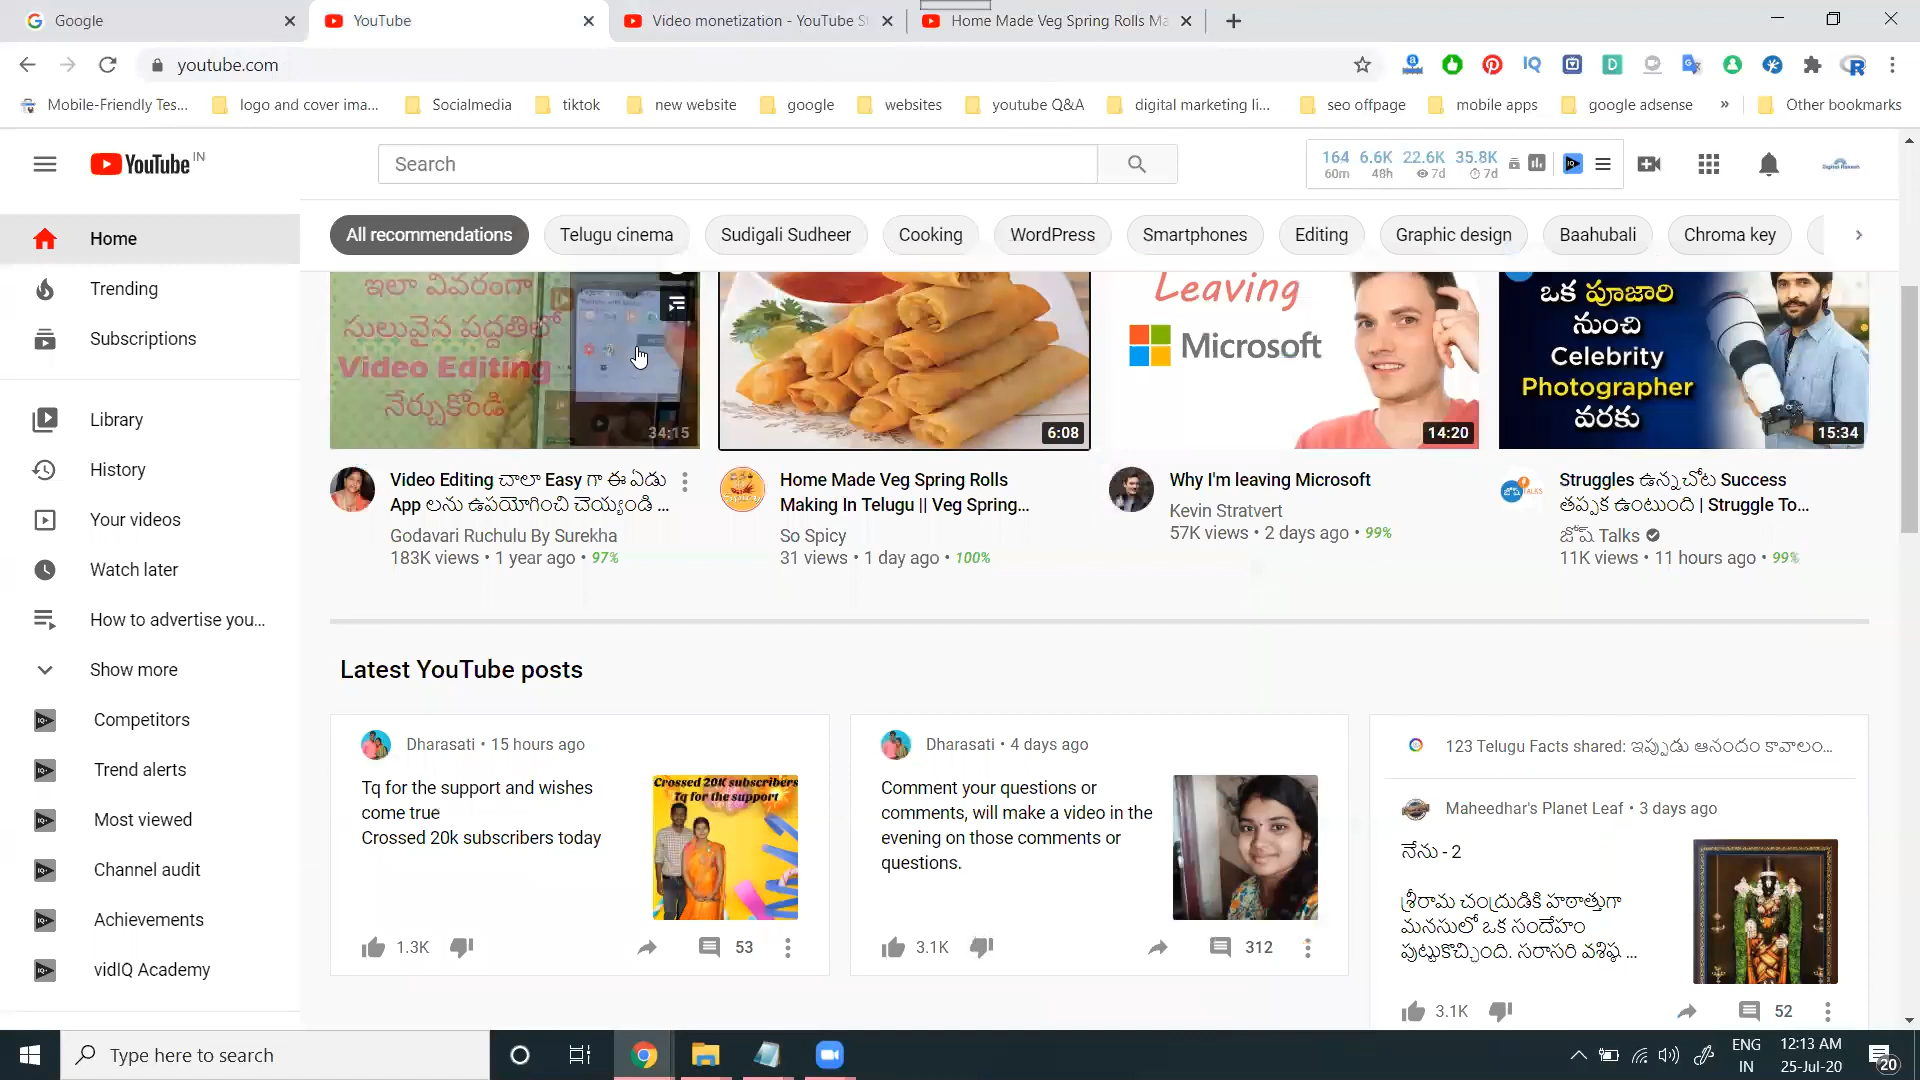 Google
YouTube
Video monetization - YouTube S
Home Made Veg Spring Rolls Ma
youtube.com
Mobile-Friendly Tes...
logo and cover ima...
Socialmedia
tiktok
new website
google
websites
youtube Q&A
digital marketing li...
seo offpage
mobile apps
google adsense
Other bookmarks
YouTube IN
Search
164 6.6K 22.6K 35.8K
60m 48h 7d 7d
All recommendations
Telugu cinema
Sudigali Sudheer
Cooking
WordPress
Smartphones
Editing
Graphic design
Baahubali
Chroma key
Home
Trending
Subscriptions
Library
History
Your videos
Watch later
How to advertise you...
Show more
Competitors
Trend alerts
Most viewed
Channel audit
Achievements
vidIQ Academy
ఇలా వివరంగా
సులువైన పద్ధతిలో
Video Editing
నేర్చుకోండి
34:15
Video Editing చాలా Easy గా ఈ ఏడు
App లను ఉపయోగించి చెయ్యండి ...
Godavari Ruchulu By Surekha
183K views • 1 year ago • 97%
6:08
Home Made Veg Spring Rolls
Making In Telugu || Veg Spring...
So Spicy
31 views • 1 day ago • 100%
Leaving
Microsoft
14:20
Why I'm leaving Microsoft
Kevin Stratvert
57K views • 2 days ago • 99%
ఒక పూజారి
నుంచి
Celebrity
Photographer
వరకు
15:34
Struggles ఉన్నచోట Success
తప్పక ఉంటుంది | Struggle To...
జోష్ Talks
11K views • 11 hours ago • 99%
Latest YouTube posts
Dharasati • 15 hours ago
Tq for the support and wishes
come true
Crossed 20k subscribers today
Crossed 20K subscribers
Tq for the support
1.3K
53
Dharasati • 4 days ago
Comment your questions or
comments, will make a video in the
evening on those comments or
questions.
3.1K
312
123 Telugu Facts shared: ఇప్పుడు ఆనందం కావాలం...
Maheedhar's Planet Leaf • 3 days ago
నేను - 2
శ్రీరామ చంద్రుడికి హఠాత్తుగా
మనసులో ఒక సందేహం
పుట్టుకొచ్చింది. సరాసరి వశిష్ఠ ...
3.1K
52
Type here to search
ENG
IN
12:13 AM
25-Jul-20
20